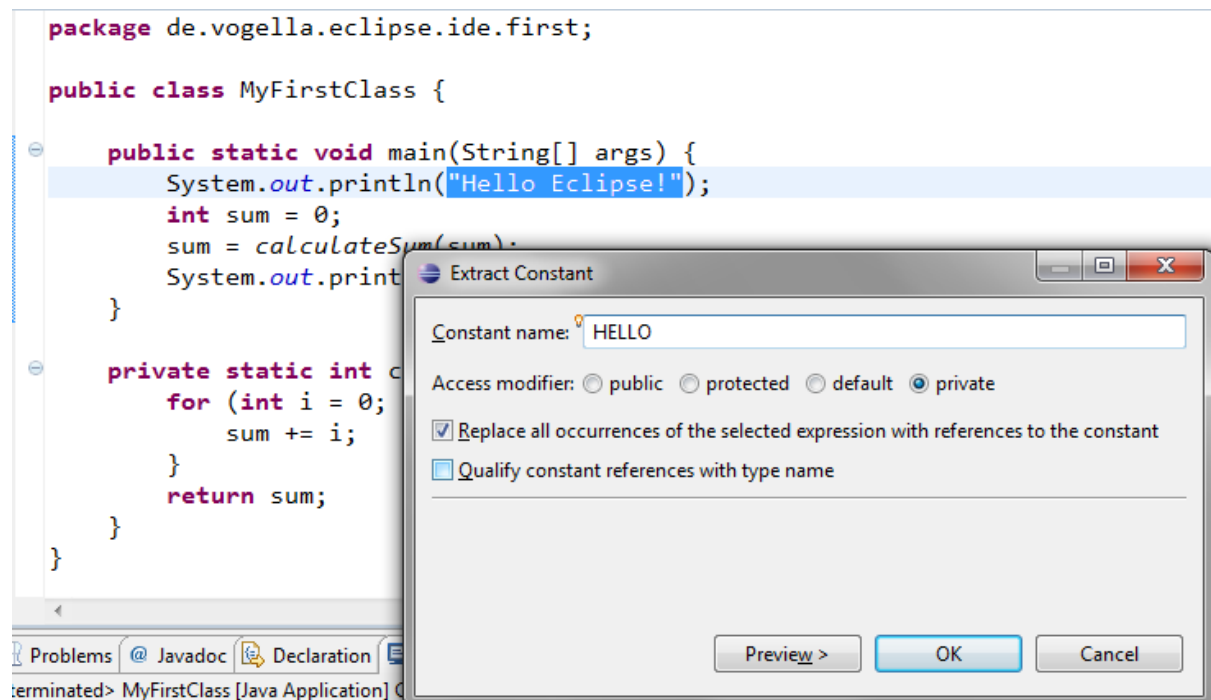 package de.vogella.eclipse.ide.first;
public class MyFirstClass {
public static void main(String[] args) {
System.out.println("Hello Eclipse!");
int sum = 0;
sum = calculateSum(sum);
System.out.print
}
private static int c
for (int i = 0;
sum += i;
}
return sum;
}
}
Extract Constant
Constant name: HELLO
Access modifier: public protected default private
Replace all occurrences of the selected expression with references to the constant
Qualify constant references with type name
Preview > OK Cancel
Problems @ Javadoc Declaration
terminated> MyFirstClass [Java Application]